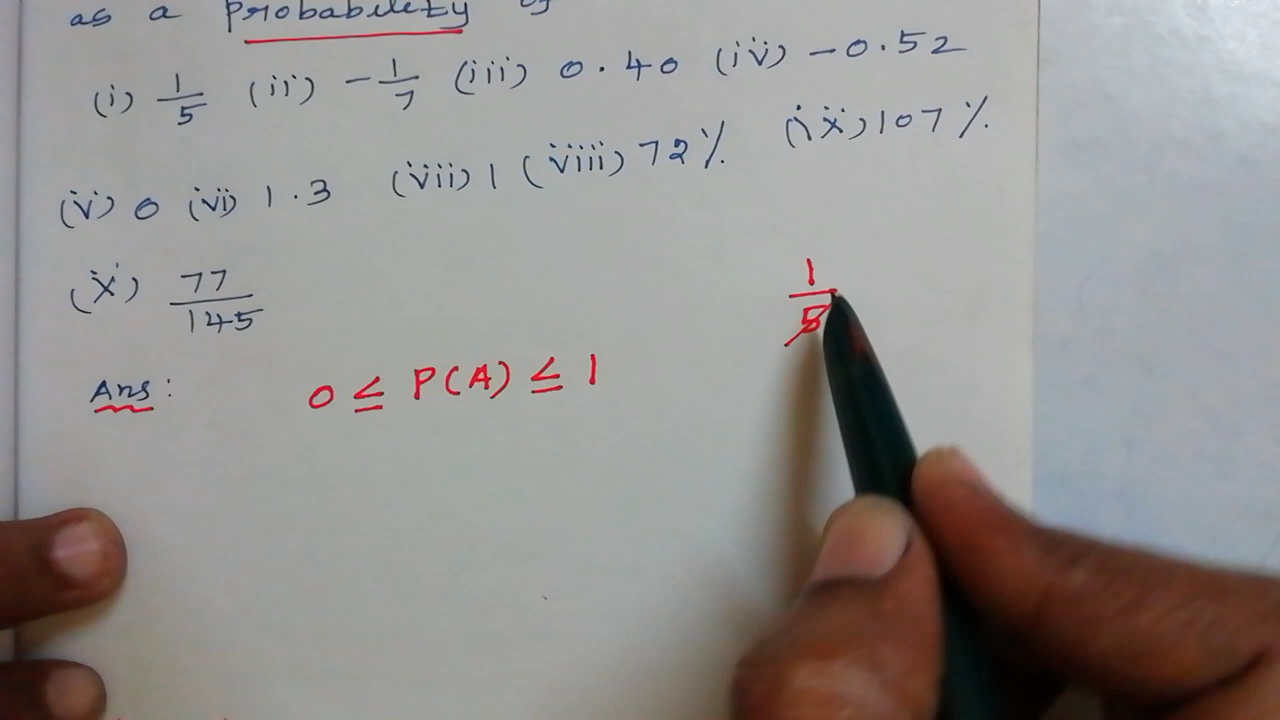 as a probability of
(i) 1/5 (ii) -1/7 (iii) 0.40 (iv) -0.52
(v) 0 (vi) 1.3 (vii) 1 (viii) 72% (ix) 107%
(x) 77/145
1/5
Ans: 0 ≤ P(A) ≤ 1